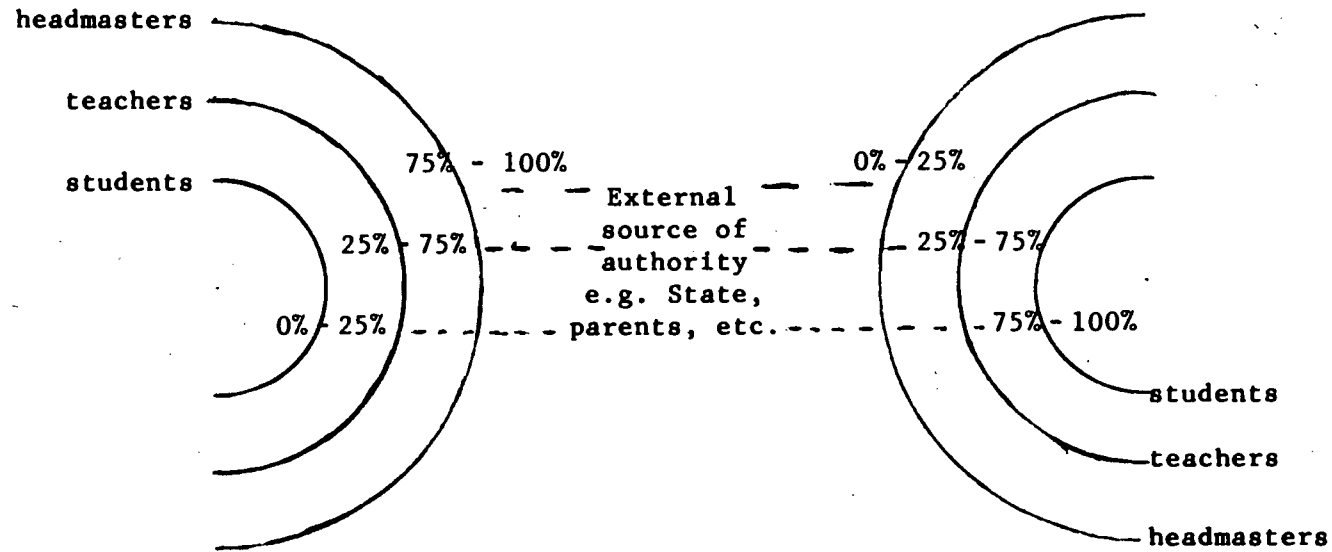 headmasters
teachers
students
75% - 100%
25% - 75%
0% - 25%
External
source of
authority
e.g. State,
parents, etc.
0% - 25%
25% - 75%
75% - 100%
students
teachers
headmasters